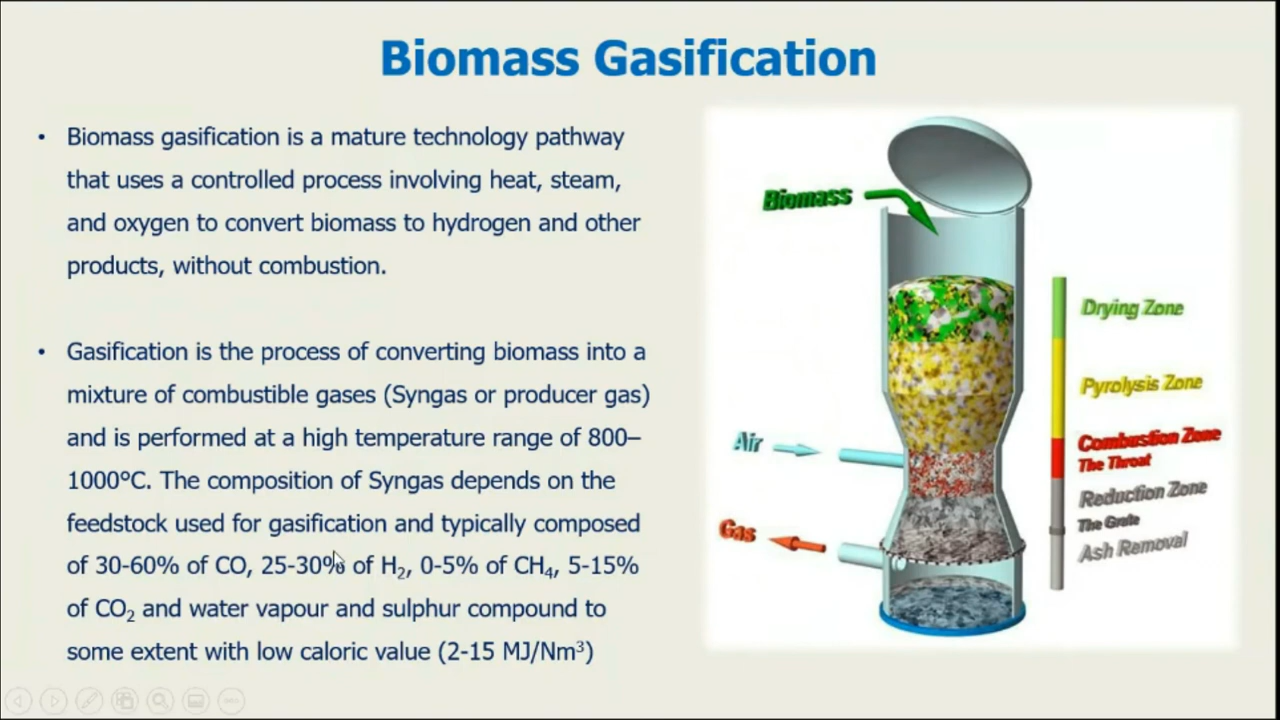 Biomass Gasification
• Biomass gasification is a mature technology pathway
that uses a controlled process involving heat, steam,
and oxygen to convert biomass to hydrogen and other
products, without combustion.
• Gasification is the process of converting biomass into a
mixture of combustible gases (Syngas or producer gas)
and is performed at a high temperature range of 800–
1000°C. The composition of Syngas depends on the
feedstock used for gasification and typically composed
of 30-60% of CO, 25-30% of H₂, 0-5% of CH₄, 5-15%
of CO₂ and water vapour and sulphur compound to
some extent with low caloric value (2-15 MJ/Nm³)
Biomass
Air
Gas
Drying Zone
Pyrolysis Zone
Combustion Zone
The Throat
Reduction Zone
The Grate
Ash Removal